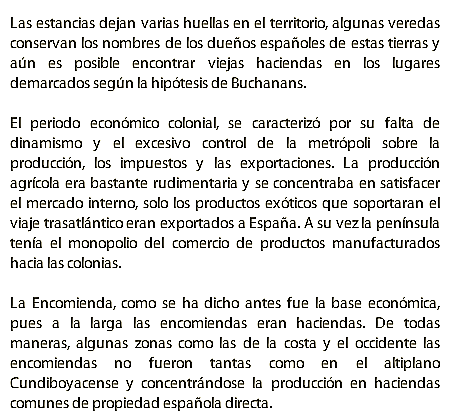 Las estancias dejan varias huellas en el territorio, algunas veredas
conservan los nombres de los dueños españoles de estas tierras y
aún es posible encontrar viejas haciendas en los lugares
demarcados según la hipótesis de Buchanans.
El periodo económico colonial, se caracterizó por su falta de
dinamismo y el excesivo control de la metrópoli sobre la
producción, los impuestos y las exportaciones. La producción
agrícola era bastante rudimentaria y se concentraba en satisfacer
el mercado interno, solo los productos exóticos que soportaran el
viaje trasatlántico eran exportados a España. A su vez la península
tenía el monopolio del comercio de productos manufacturados
hacia las colonias.
La Encomienda, como se ha dicho antes fue la base económica,
pues a la larga las encomiendas eran haciendas. De todas
maneras, algunas zonas como las de la costa y el occidente las
encomiendas no fueron tantas como en el altiplano
Cundiboyacense y concentrándose la producción en haciendas
comunes de propiedad española directa.